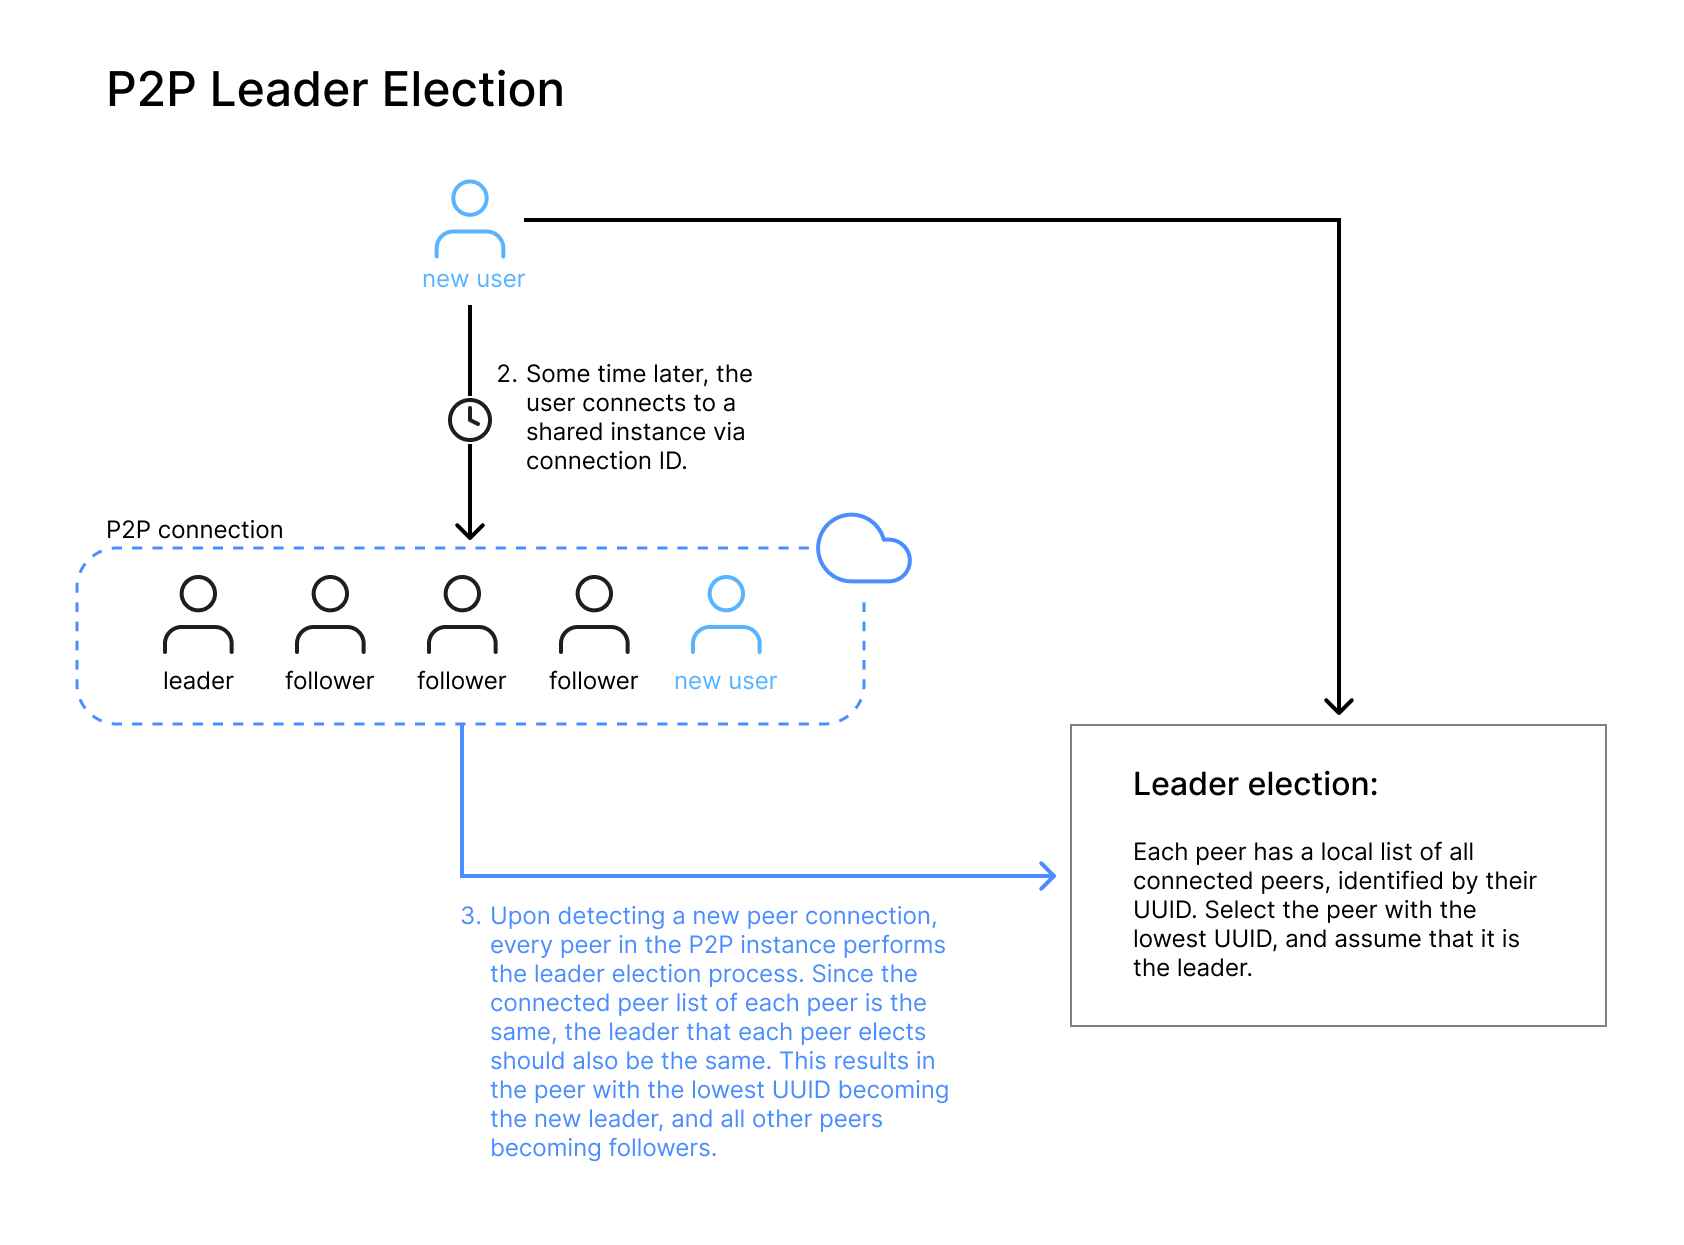 P2P Leader Election
new user
2. Some time later, the
user connects to a
shared instance via
connection ID.
P2P connection
leader
follower
follower
follower
new user
Leader election:
Each peer has a local list of all
connected peers, identified by their
UUID. Select the peer with the
lowest UUID, and assume that it is
the leader.
3. Upon detecting a new peer connection,
every peer in the P2P instance performs
the leader election process. Since the
connected peer list of each peer is the
same, the leader that each peer elects
should also be the same. This results in
the peer with the lowest UUID becoming
the new leader, and all other peers
becoming followers.